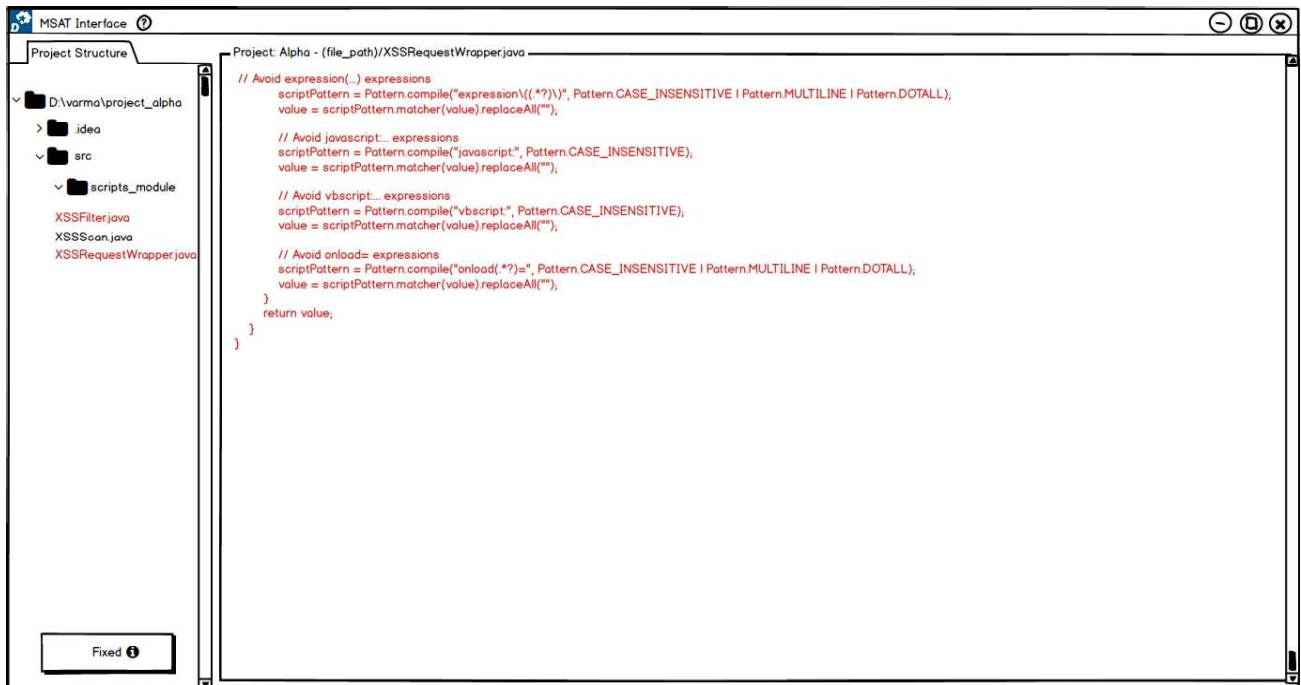 MSAT Interface ?
Project Structure
D:\varma\project_alpha
.idea
src
scripts_module
XSSFilter.java
XSSScan.java
XSSRequestWrapper.java
Fixed i
Project: Alpha - (file_path)/XSSRequestWrapper.java
// Avoid expression(...) expressions
scriptPattern = Pattern.compile("expression\((.*?)\)", Pattern.CASE_INSENSITIVE | Pattern.MULTILINE | Pattern.DOTALL);
value = scriptPattern.matcher(value).replaceAll("");
// Avoid javascript:... expressions
scriptPattern = Pattern.compile("javascript:", Pattern.CASE_INSENSITIVE);
value = scriptPattern.matcher(value).replaceAll("");
// Avoid vbscript:... expressions
scriptPattern = Pattern.compile("vbscript:", Pattern.CASE_INSENSITIVE);
value = scriptPattern.matcher(value).replaceAll("");
// Avoid onload= expressions
scriptPattern = Pattern.compile("onload(.*?)=", Pattern.CASE_INSENSITIVE | Pattern.MULTILINE | Pattern.DOTALL);
value = scriptPattern.matcher(value).replaceAll("");
}
return value;
}
}